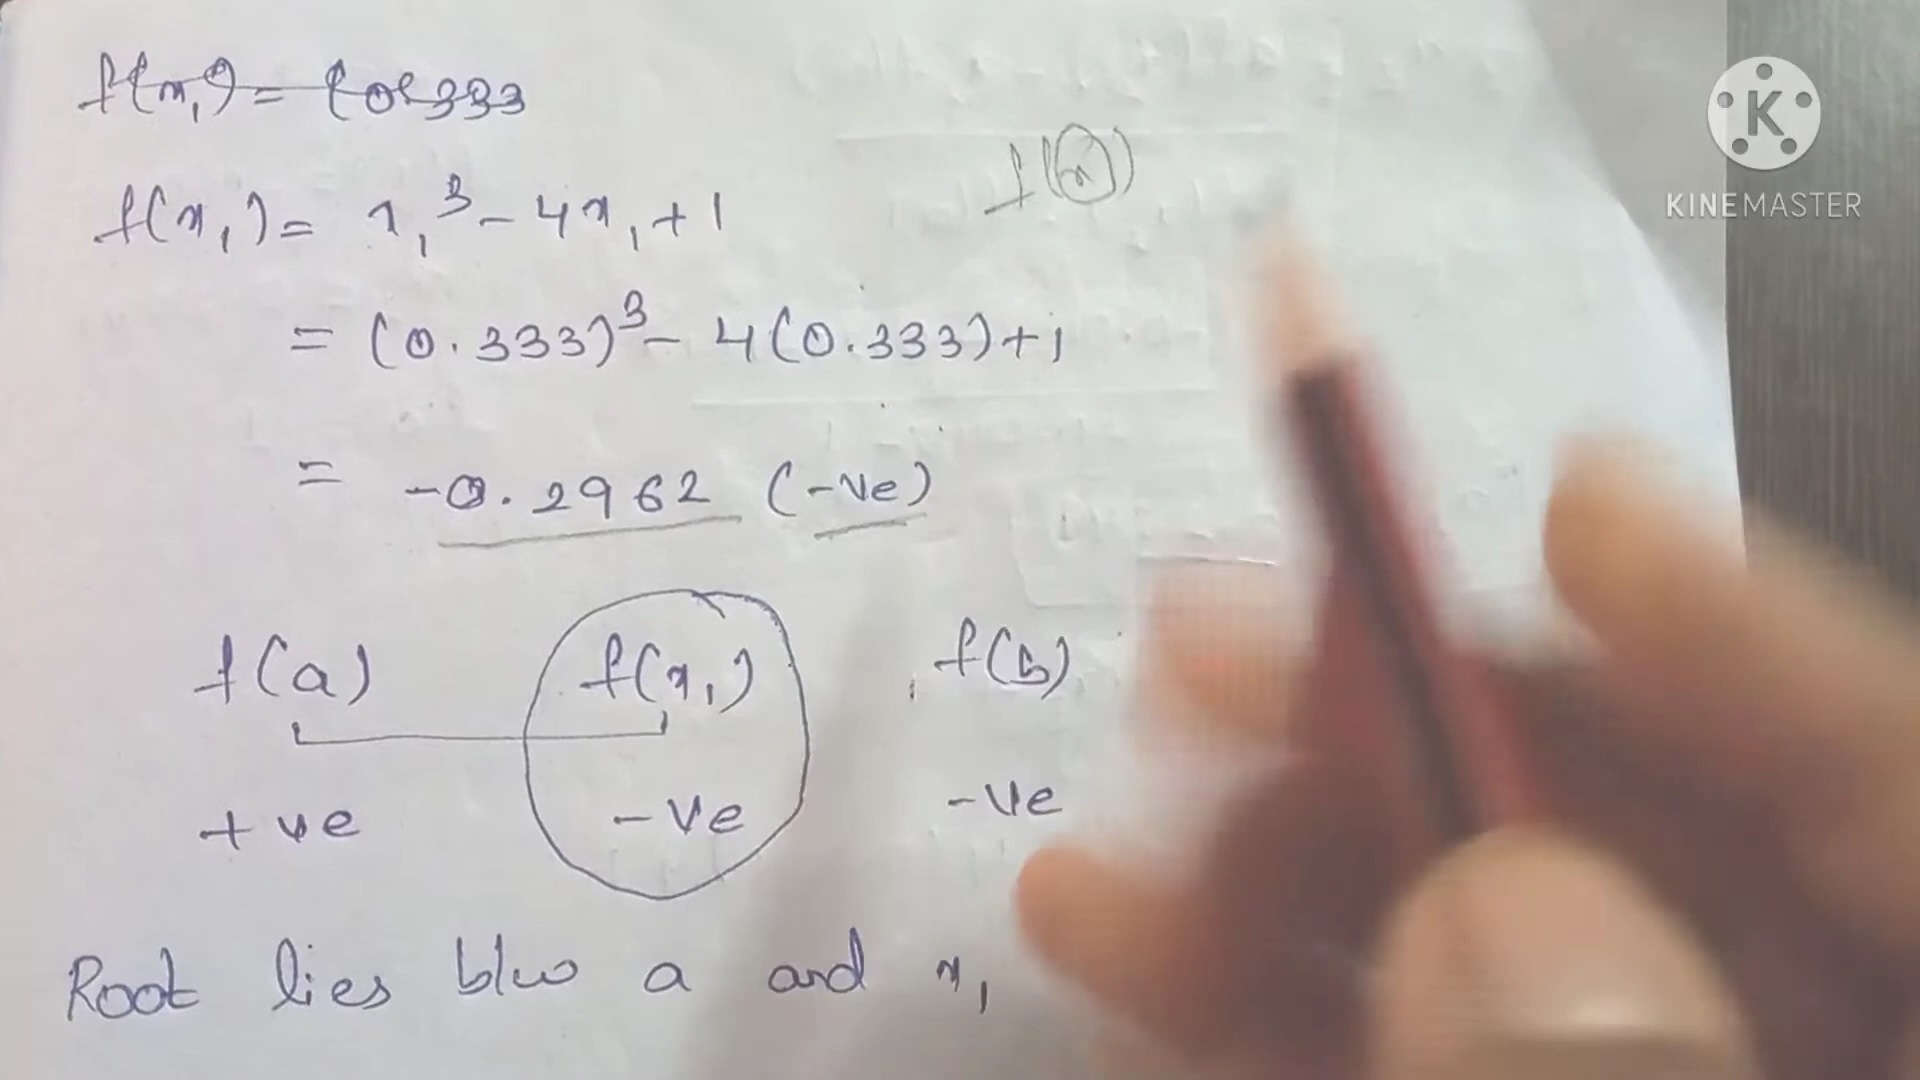 f(x₁) = (0.333
f(x₁) = x₁³ - 4x₁ + 1
f(x)
K
KINEMASTER
= (0.333)³ - 4(0.333) + 1
= -0.2962 (-ve)
f(a) f(x₁) f(b)
+ve -ve -ve
Root lies b/w a and x₁